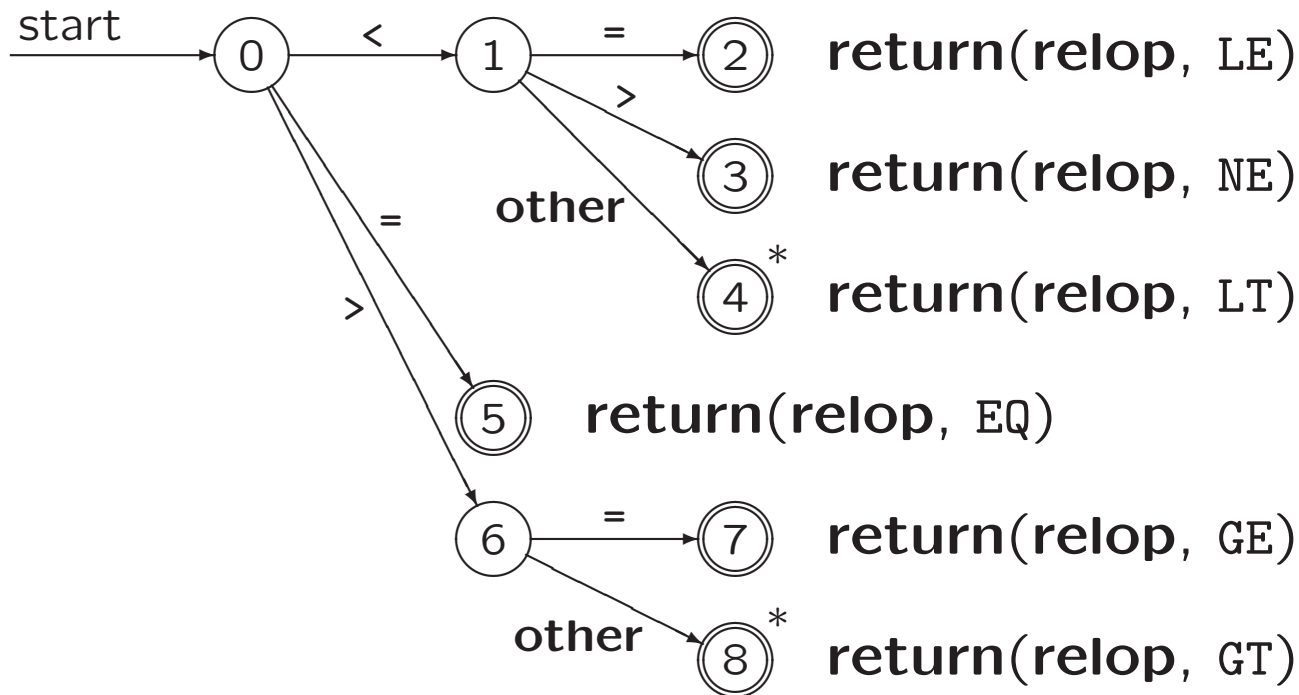 start
0 < 1 = 2 return(relop, LE)
>
3 return(relop, NE)
other
=
4 * return(relop, LT)
>
5 return(relop, EQ)
6 = 7 return(relop, GE)
other
8 * return(relop, GT)